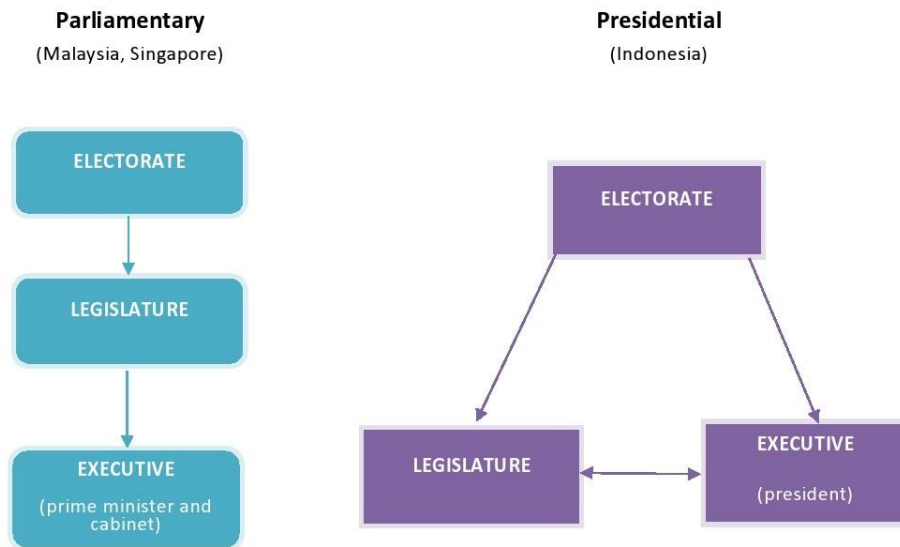 Parliamentary
(Malaysia, Singapore)
ELECTORATE
LEGISLATURE
EXECUTIVE
(prime minister and
cabinet)
Presidential
(Indonesia)
ELECTORATE
LEGISLATURE
EXECUTIVE
(president)